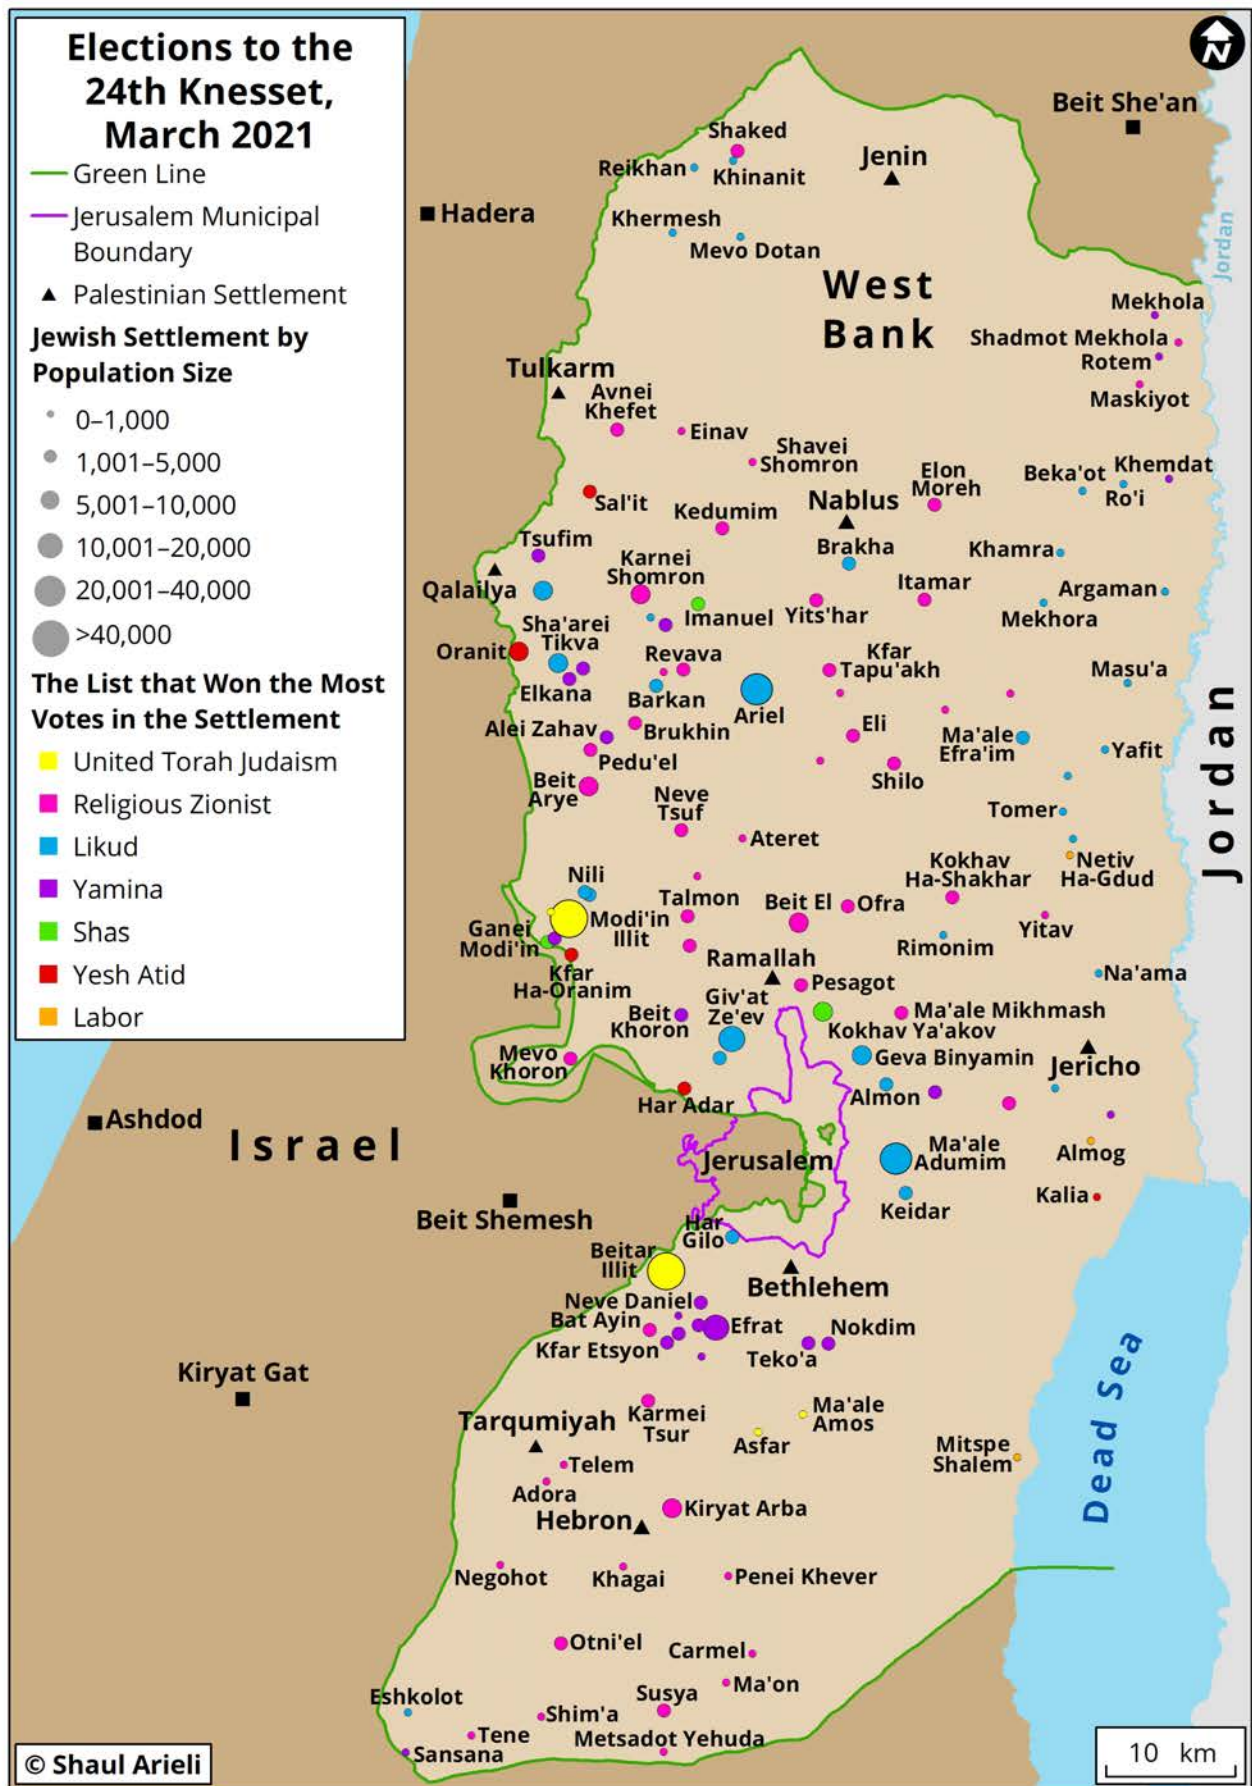 Elections to the
24th Knesset,
March 2021
Green Line
Jerusalem Municipal
Boundary
Palestinian Settlement
Jewish Settlement by
Population Size
0–1,000
1,001–5,000
5,001–10,000
10,001–20,000
20,001–40,000
>40,000
The List that Won the Most
Votes in the Settlement
United Torah Judaism
Religious Zionist
Likud
Yamina
Shas
Yesh Atid
Labor
N
Beit She'an
Shaked
Jenin
Reikhan
Khinanit
Hadera
Khermesh
Mevo Dotan
Jordan
West
Bank
Mekhola
Shadmot Mekhola
Rotem
Maskiyot
Tulkarm
Avnei
Khefet
Einav
Shavei
Shomron
Elon
Moreh
Beka'ot
Khemdat
Ro'i
Sal'it
Kedumim
Nablus
Tsufim
Karnei
Shomron
Brakha
Khamra
Qalailya
Itamar
Argaman
Imanuel
Yits'har
Mekhora
Sha'arei
Tikva
Oranit
Revava
Kfar
Tapu'akh
Masu'a
Elkana
Barkan
Ariel
Alei Zahav
Brukhin
Eli
Ma'ale
Efra'im
Yafit
Pedu'el
Shilo
Beit
Arye
Neve
Tsuf
Tomer
Ateret
Jordan
Kokhav
Ha-Shakhar
Netiv
Ha-Gdud
Nili
Talmon
Beit El
Ofra
Modi'in
Illit
Ganei
Modi'in
Yitav
Rimonim
Kfar
Ha-Oranim
Ramallah
Na'ama
Pesagot
Giv'at
Ze'ev
Beit
Khoron
Ma'ale Mikhmash
Kokhav Ya'akov
Mevo
Khoron
Geva Binyamin
Jericho
Har Adar
Almon
Ashdod
Israel
Jerusalem
Ma'ale
Adumim
Almog
Keidar
Kalia
Beit Shemesh
Har
Gilo
Beitar
Illit
Bethlehem
Neve Daniel
Bat Ayin
Efrat
Nokdim
Kfar Etsyon
Teko'a
Kiryat Gat
Dead Sea
Karmei
Tsur
Ma'ale
Amos
Tarqumiyah
Asfar
Mitspe
Shalem
Telem
Adora
Kiryat Arba
Hebron
Negohot
Khagai
Penei Khever
Otni'el
Carmel
Ma'on
Susya
Eshkolot
Shim'a
Tene
Metsadot Yehuda
Sansana
© Shaul Arieli
10 km